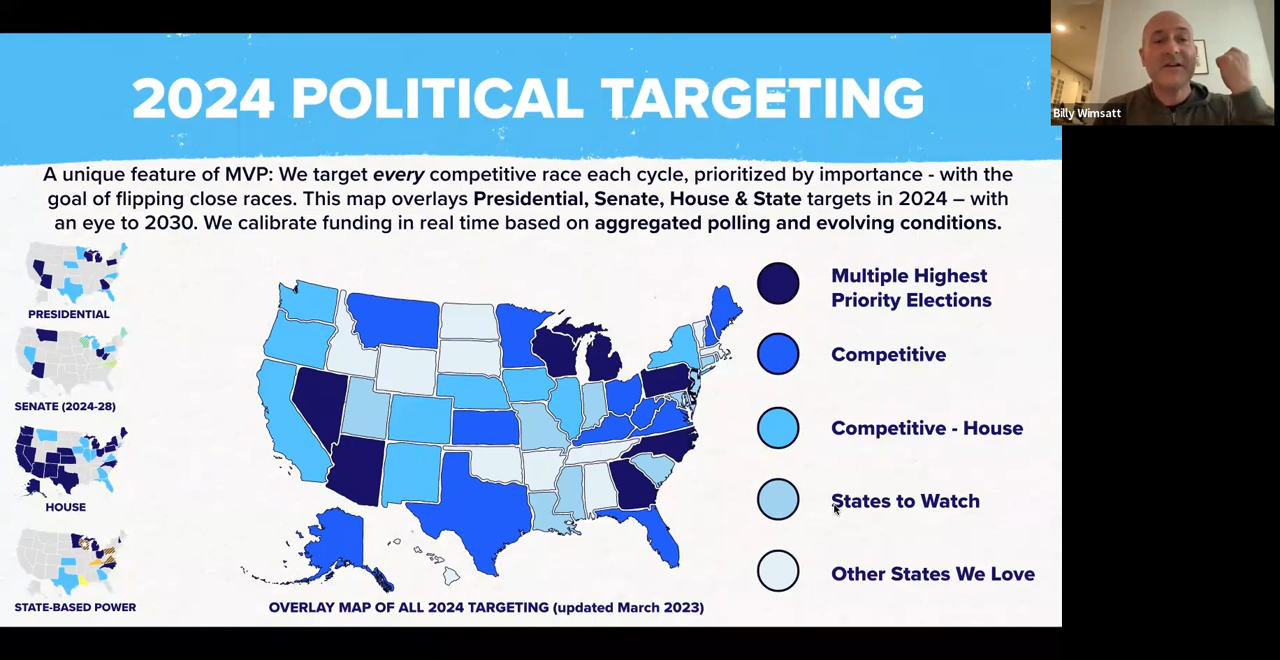 2024 POLITICAL TARGETING
Billy Wimsatt
A unique feature of MVP: We target every competitive race each cycle, prioritized by importance - with the
goal of flipping close races. This map overlays Presidential, Senate, House & State targets in 2024 – with
an eye to 2030. We calibrate funding in real time based on aggregated polling and evolving conditions.
PRESIDENTIAL
SENATE (2024-28)
HOUSE
STATE-BASED POWER
Multiple Highest
Priority Elections
Competitive
Competitive - House
States to Watch
Other States We Love
OVERLAY MAP OF ALL 2024 TARGETING (updated March 2023)